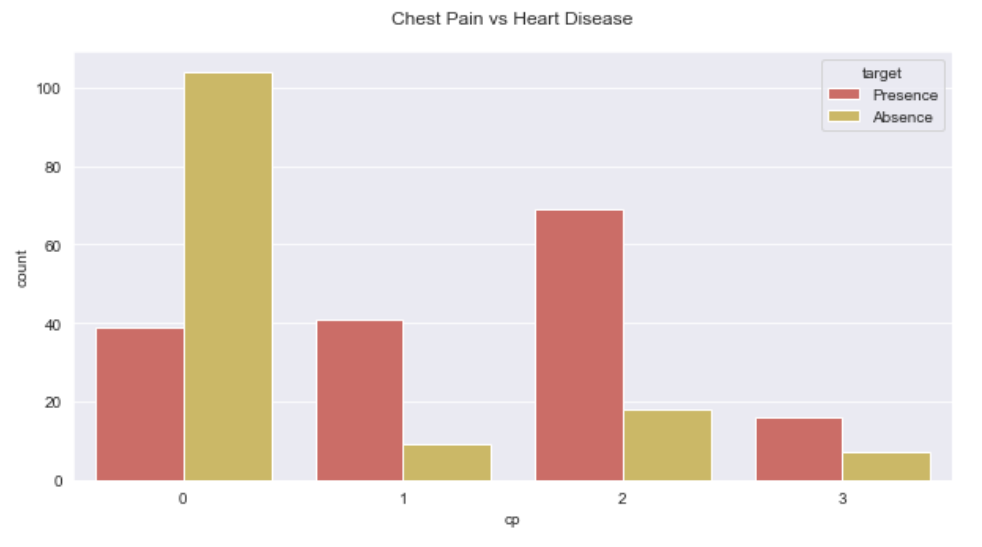 Chest Pain vs Heart Disease
target
Presence
Absence
100
80
60
40
20
0
count
0 1 2 3
cp